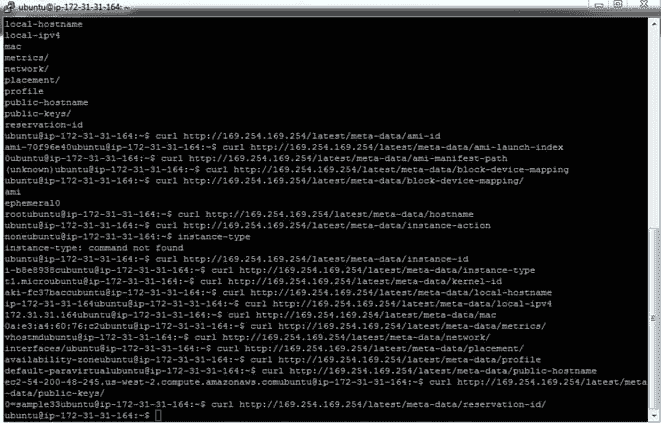 ubuntu@ip-172-31-31-164: ~
local-hostname
local-ipv4
mac
metrics/
network/
placement/
profile
public-hostname
public-keys/
reservation-id
ubuntu@ip-172-31-31-164:~$ curl http://169.254.169.254/latest/meta-data/ami-id
ami-70f96e40ubuntu@ip-172-31-31-164:~$ curl http://169.254.169.254/latest/meta-data/ami-launch-index
0ubuntu@ip-172-31-31-164:~$ curl http://169.254.169.254/latest/meta-data/ami-manifest-path
(unknown)ubuntu@ip-172-31-31-164:~$ curl http://169.254.169.254/latest/meta-data/block-device-mapping
ubuntu@ip-172-31-31-164:~$ curl http://169.254.169.254/latest/meta-data/block-device-mapping/
ami
ephemeral0
rootubuntu@ip-172-31-31-164:~$ curl http://169.254.169.254/latest/meta-data/hostname
ubuntu@ip-172-31-31-164:~$ curl http://169.254.169.254/latest/meta-data/instance-action
noneubuntu@ip-172-31-31-164:~$ instance-type
instance-type: command not found
ubuntu@ip-172-31-31-164:~$ curl http://169.254.169.254/latest/meta-data/instance-id
i-b8e8938cubuntu@ip-172-31-31-164:~$ curl http://169.254.169.254/latest/meta-data/instance-type
t1.microubuntu@ip-172-31-31-164:~$ curl http://169.254.169.254/latest/meta-data/kernel-id
aki-fc37baccubuntu@ip-172-31-31-164:~$ curl http://169.254.169.254/latest/meta-data/local-hostname
ip-172-31-31-164ubuntu@ip-172-31-31-164:~$ curl http://169.254.169.254/latest/meta-data/local-ipv4
172.31.31.164ubuntu@ip-172-31-31-164:~$ curl http://169.254.169.254/latest/meta-data/mac
0a:e3:a4:60:76:c2ubuntu@ip-172-31-31-164:~$ curl http://169.254.169.254/latest/meta-data/metrics/
vhostmdubuntu@ip-172-31-31-164:~$ curl http://169.254.169.254/latest/meta-data/network/
interfaces/ubuntu@ip-172-31-31-164:~$ curl http://169.254.169.254/latest/meta-data/placement/
availability-zoneubuntu@ip-172-31-31-164:~$ curl http://169.254.169.254/latest/meta-data/profile
default-paravirtualubuntu@ip-172-31-31-164:~$ curl http://169.254.169.254/latest/meta-data/public-hostname
ec2-54-200-48-245.us-west-2.compute.amazonaws.comubuntu@ip-172-31-31-164:~$ curl http://169.254.169.254/latest/meta
-data/public-keys/
0=sample33ubuntu@ip-172-31-31-164:~$ curl http://169.254.169.254/latest/meta-data/reservation-id/
ubuntu@ip-172-31-31-164:~$